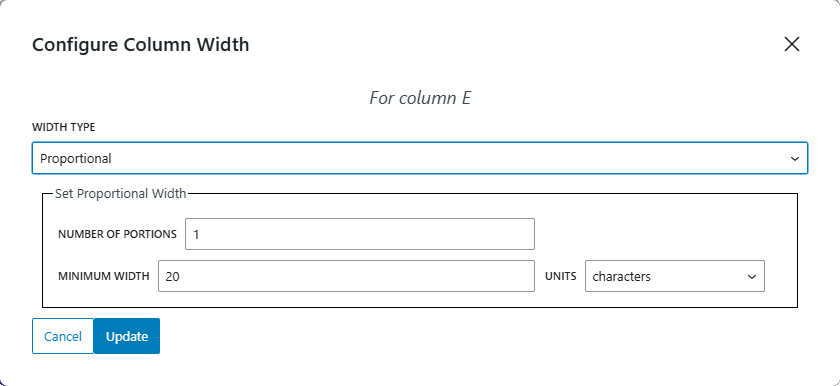 Configure Column Width
For column E
WIDTH TYPE
Proportional
Set Proportional Width
NUMBER OF PORTIONS 1
MINIMUM WIDTH 20 UNITS characters
Cancel Update